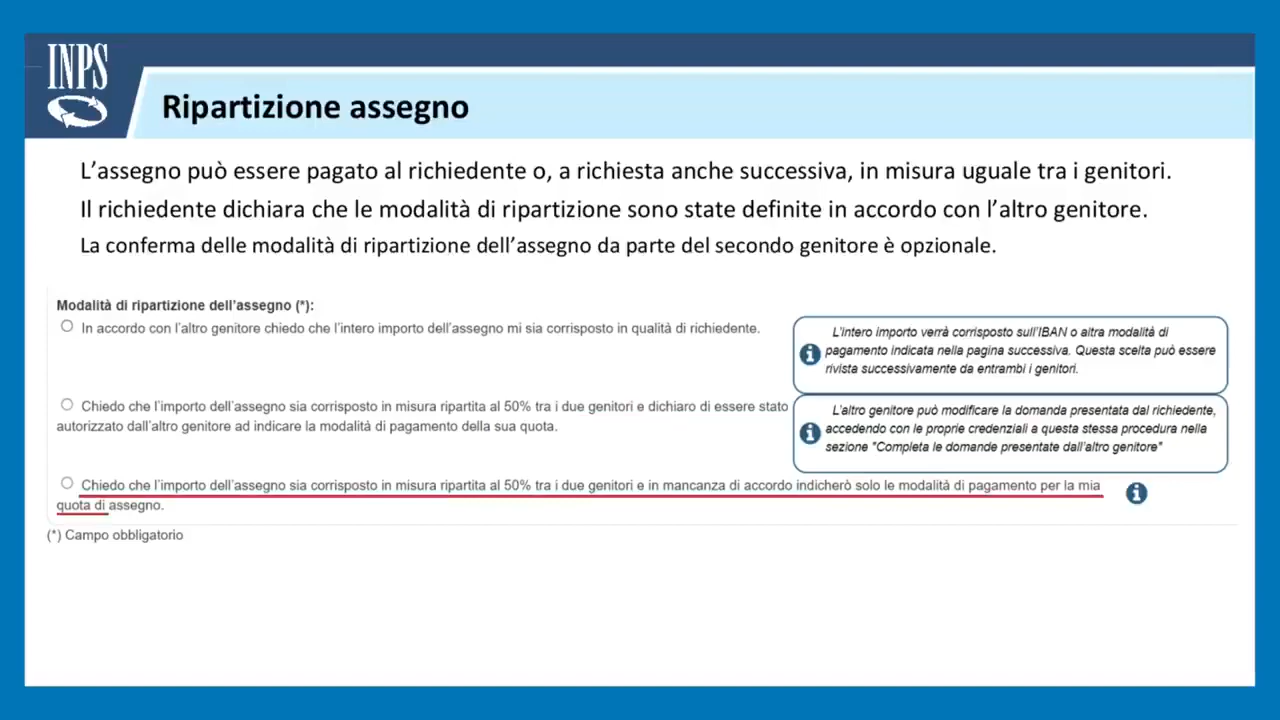 INPS
Ripartizione assegno
L’assegno può essere pagato al richiedente o, a richiesta anche successiva, in misura uguale tra i genitori.
Il richiedente dichiara che le modalità di ripartizione sono state definite in accordo con l’altro genitore.
La conferma delle modalità di ripartizione dell’assegno da parte del secondo genitore è opzionale.
Modalità di ripartizione dell'assegno (*):
In accordo con l'altro genitore chiedo che l'intero importo dell'assegno mi sia corrisposto in qualità di richiedente.
L'intero importo verrà corrisposto sull'IBAN o altra modalità di
pagamento indicata nella pagina successiva. Questa scelta può essere
rivista successivamente da entrambi i genitori.
Chiedo che l'importo dell'assegno sia corrisposto in misura ripartita al 50% tra i due genitori e dichiaro di essere stato
autorizzato dall'altro genitore ad indicare la modalità di pagamento della sua quota.
L'altro genitore può modificare la domanda presentata dal richiedente,
accedendo con le proprie credenziali a questa stessa procedura nella
sezione "Completa le domande presentate dall'altro genitore"
Chiedo che l'importo dell'assegno sia corrisposto in misura ripartita al 50% tra i due genitori e in mancanza di accordo indicherò solo le modalità di pagamento per la mia
quota di assegno.
(*) Campo obbligatorio